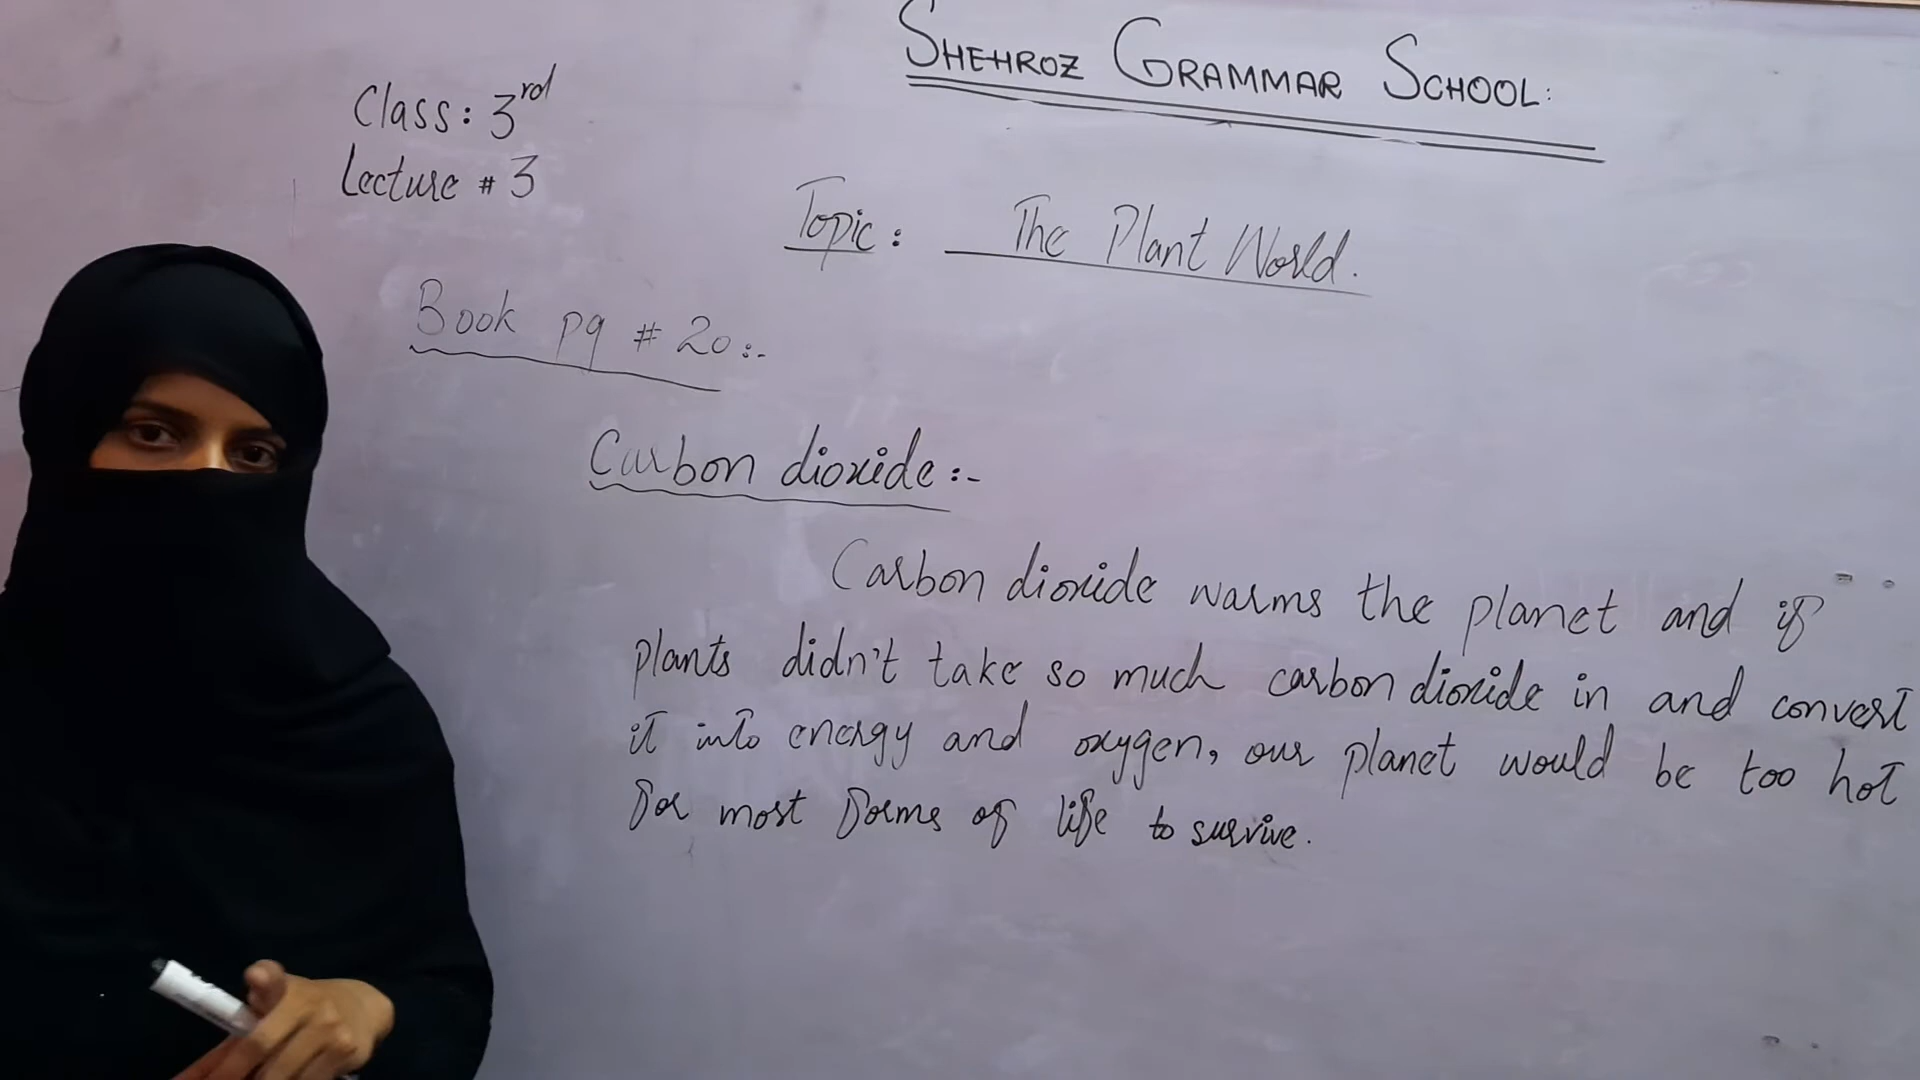 SHEHROZ GRAMMAR SCHOOL:
Class: 3rd
Lecture # 3
Topic: The Plant World.
Book pg # 20:-
Carbon dioxide:-
Carbon dioxide warms the planet and if
plants didn't take so much carbon dioxide in and convert
it into energy and oxygen, our planet would be too hot
for most forms of life to survive.